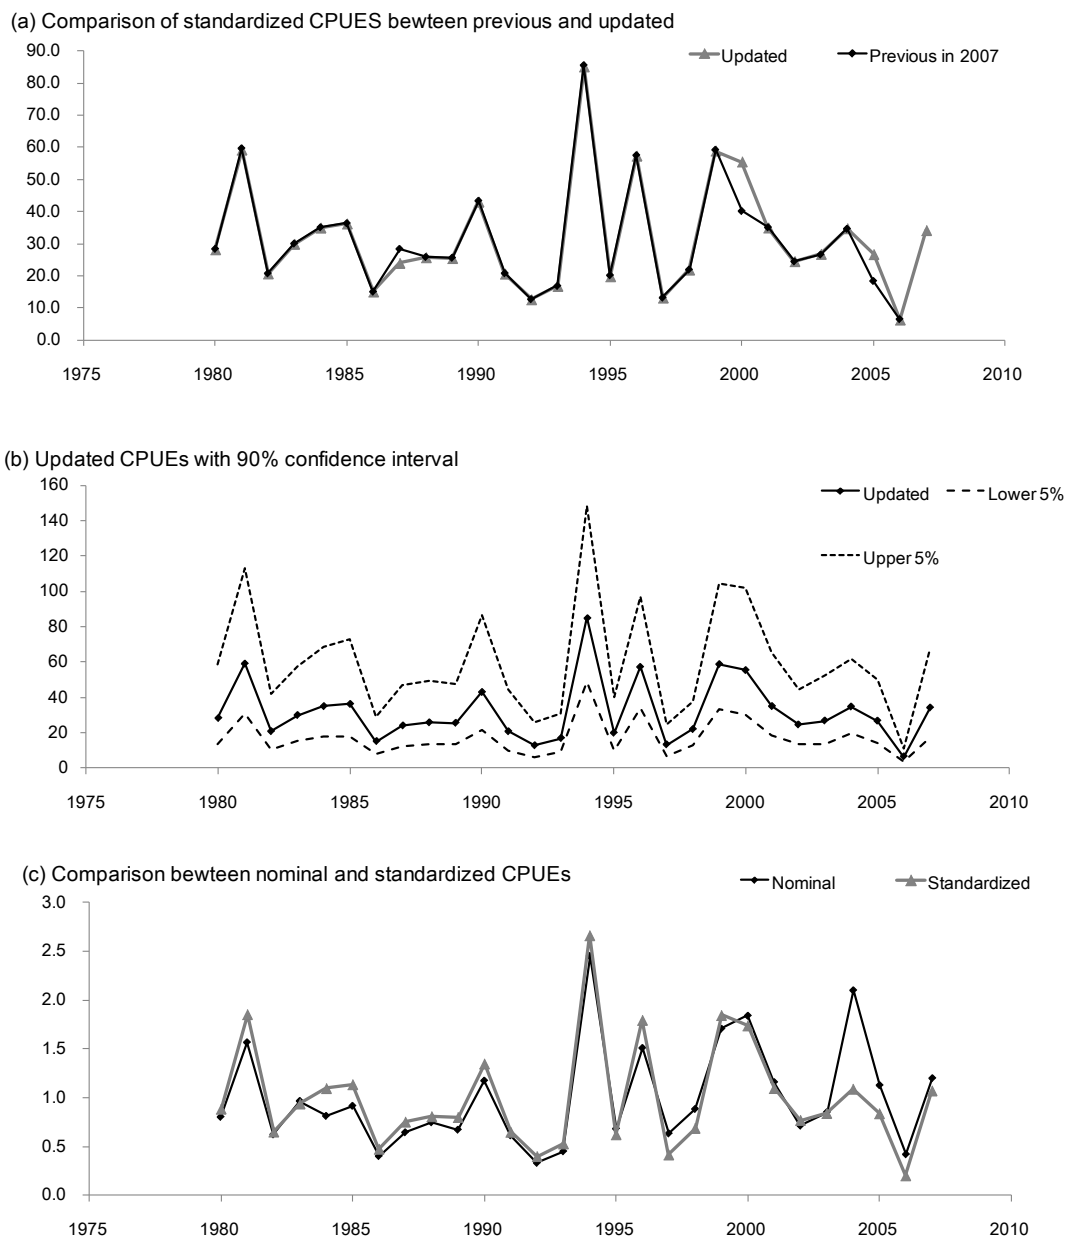 (a) Comparison of standardized CPUES bewteen previous and updated
Updated
Previous in 2007
90.0
80.0
70.0
60.0
50.0
40.0
30.0
20.0
10.0
0.0
1975 1980 1985 1990 1995 2000 2005 2010
(b) Updated CPUEs with 90% confidence interval
Updated
Lower 5%
Upper 5%
160
140
120
100
80
60
40
20
0
1975 1980 1985 1990 1995 2000 2005 2010
(c) Comparison bewteen nominal and standardized CPUEs
Nominal
Standardized
3.0
2.5
2.0
1.5
1.0
0.5
0.0
1975 1980 1985 1990 1995 2000 2005 2010